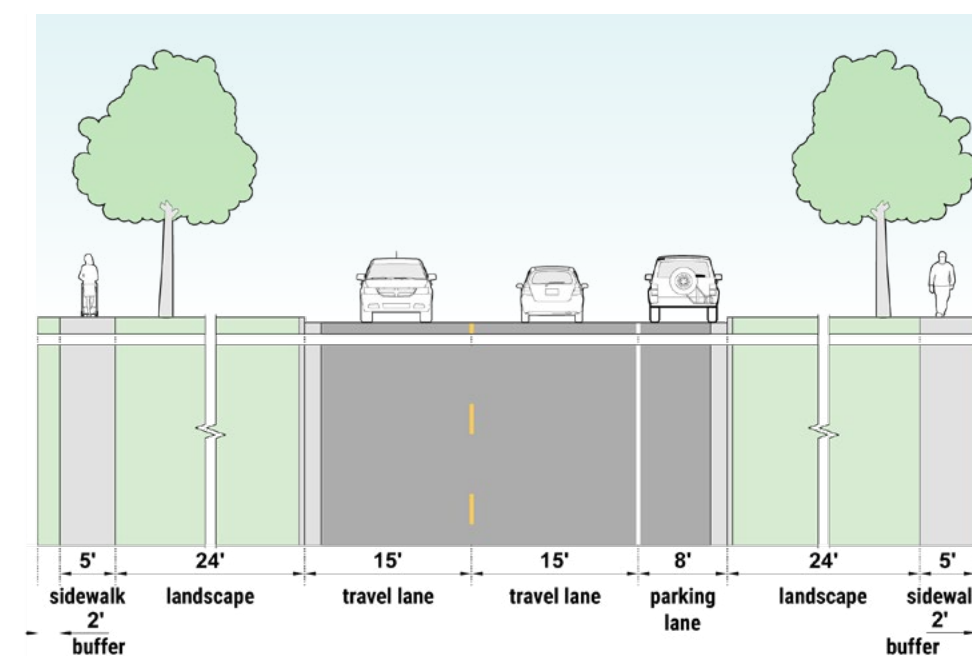 5' 24' 15' 15' 8' 24' 5'
sidewalk landscape travel lane travel lane parking lane landscape sidewal
2' 2'
buffer buffer